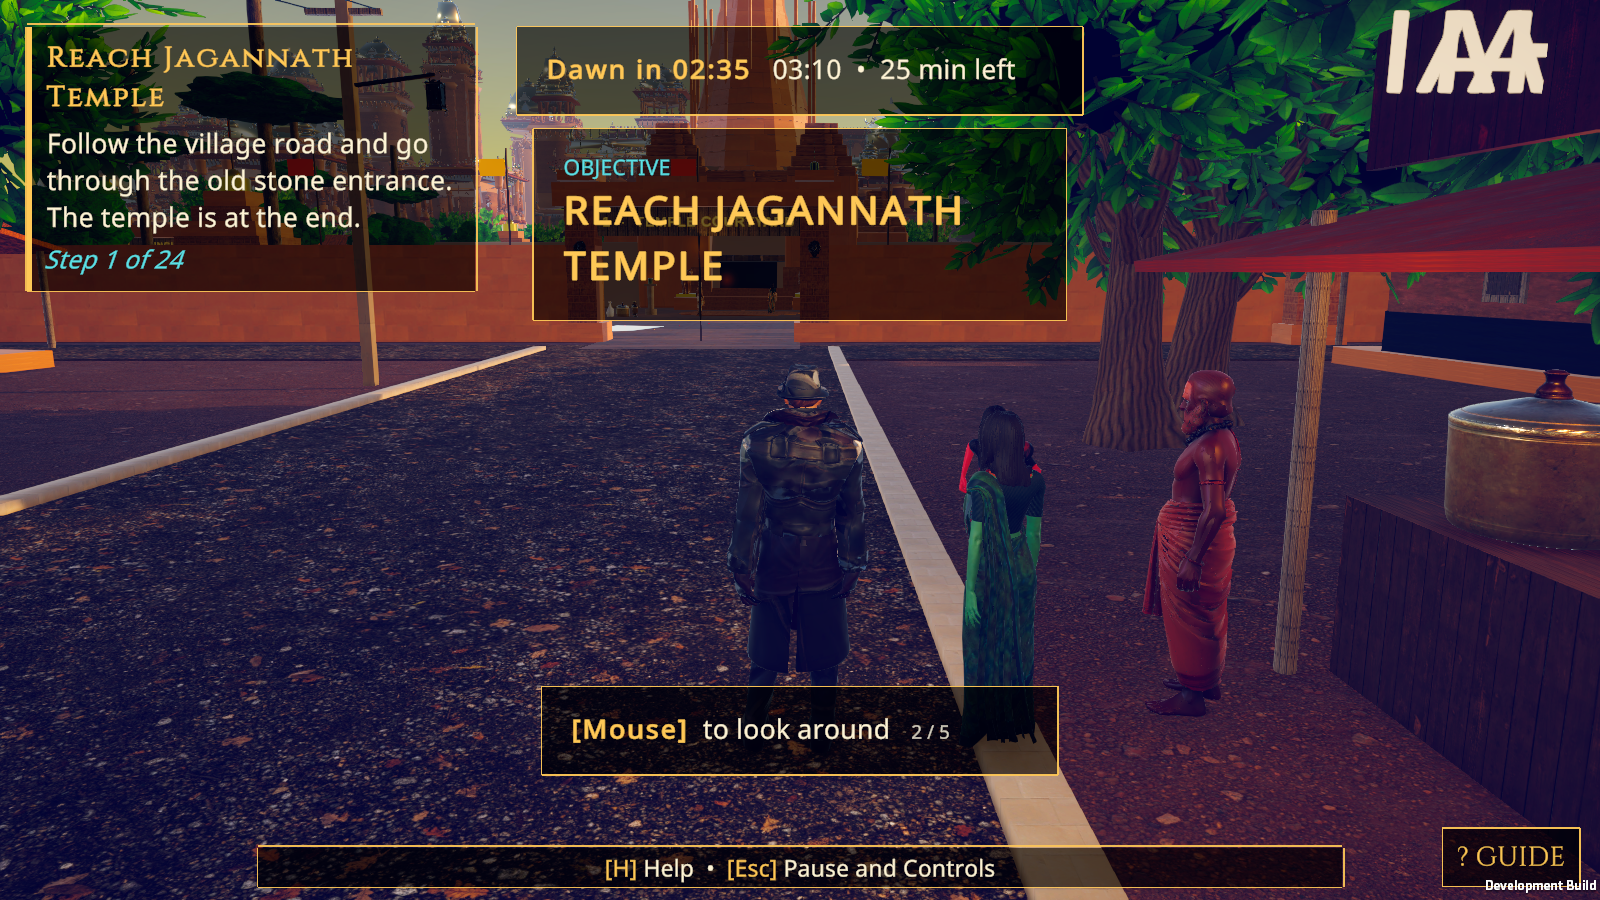 REACH JAGANNATH
TEMPLE
Follow the village road and go
through the old stone entrance.
The temple is at the end.
Step 1 of 24
Dawn in 02:35 03:10 • 25 min left
OBJECTIVE
REACH JAGANNATH
TEMPLE
[Mouse] to look around 2 / 5
[H] Help • [Esc] Pause and Controls
? GUIDE
Development Build